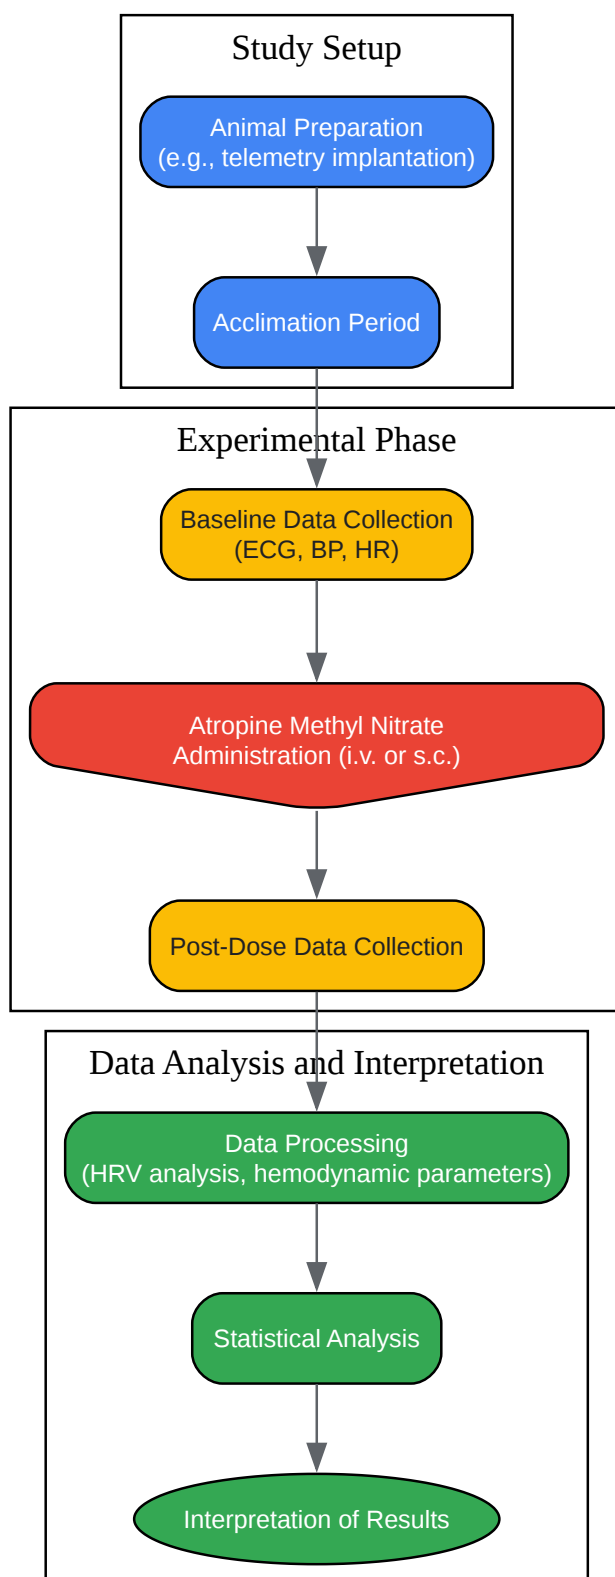 Study Setup
Animal Preparation
(e.g., telemetry implantation)
Acclimation Period
Experimental Phase
Baseline Data Collection
(ECG, BP, HR)
Atropine Methyl Nitrate
Administration (i.v. or s.c.)
Post-Dose Data Collection
Data Analysis and Interpretation
Data Processing
(HRV analysis, hemodynamic parameters)
Statistical Analysis
Interpretation of Results